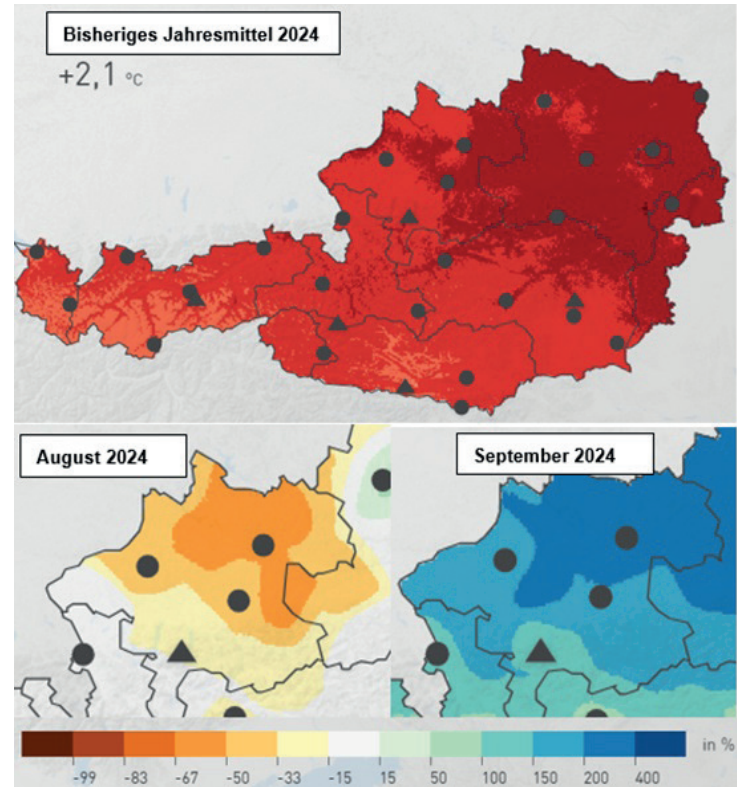 Bisheriges Jahresmittel 2024
+2,1 °C
August 2024
September 2024
-99 -83 -67 -50 -33 -15 15 50 100 150 200 400 in %